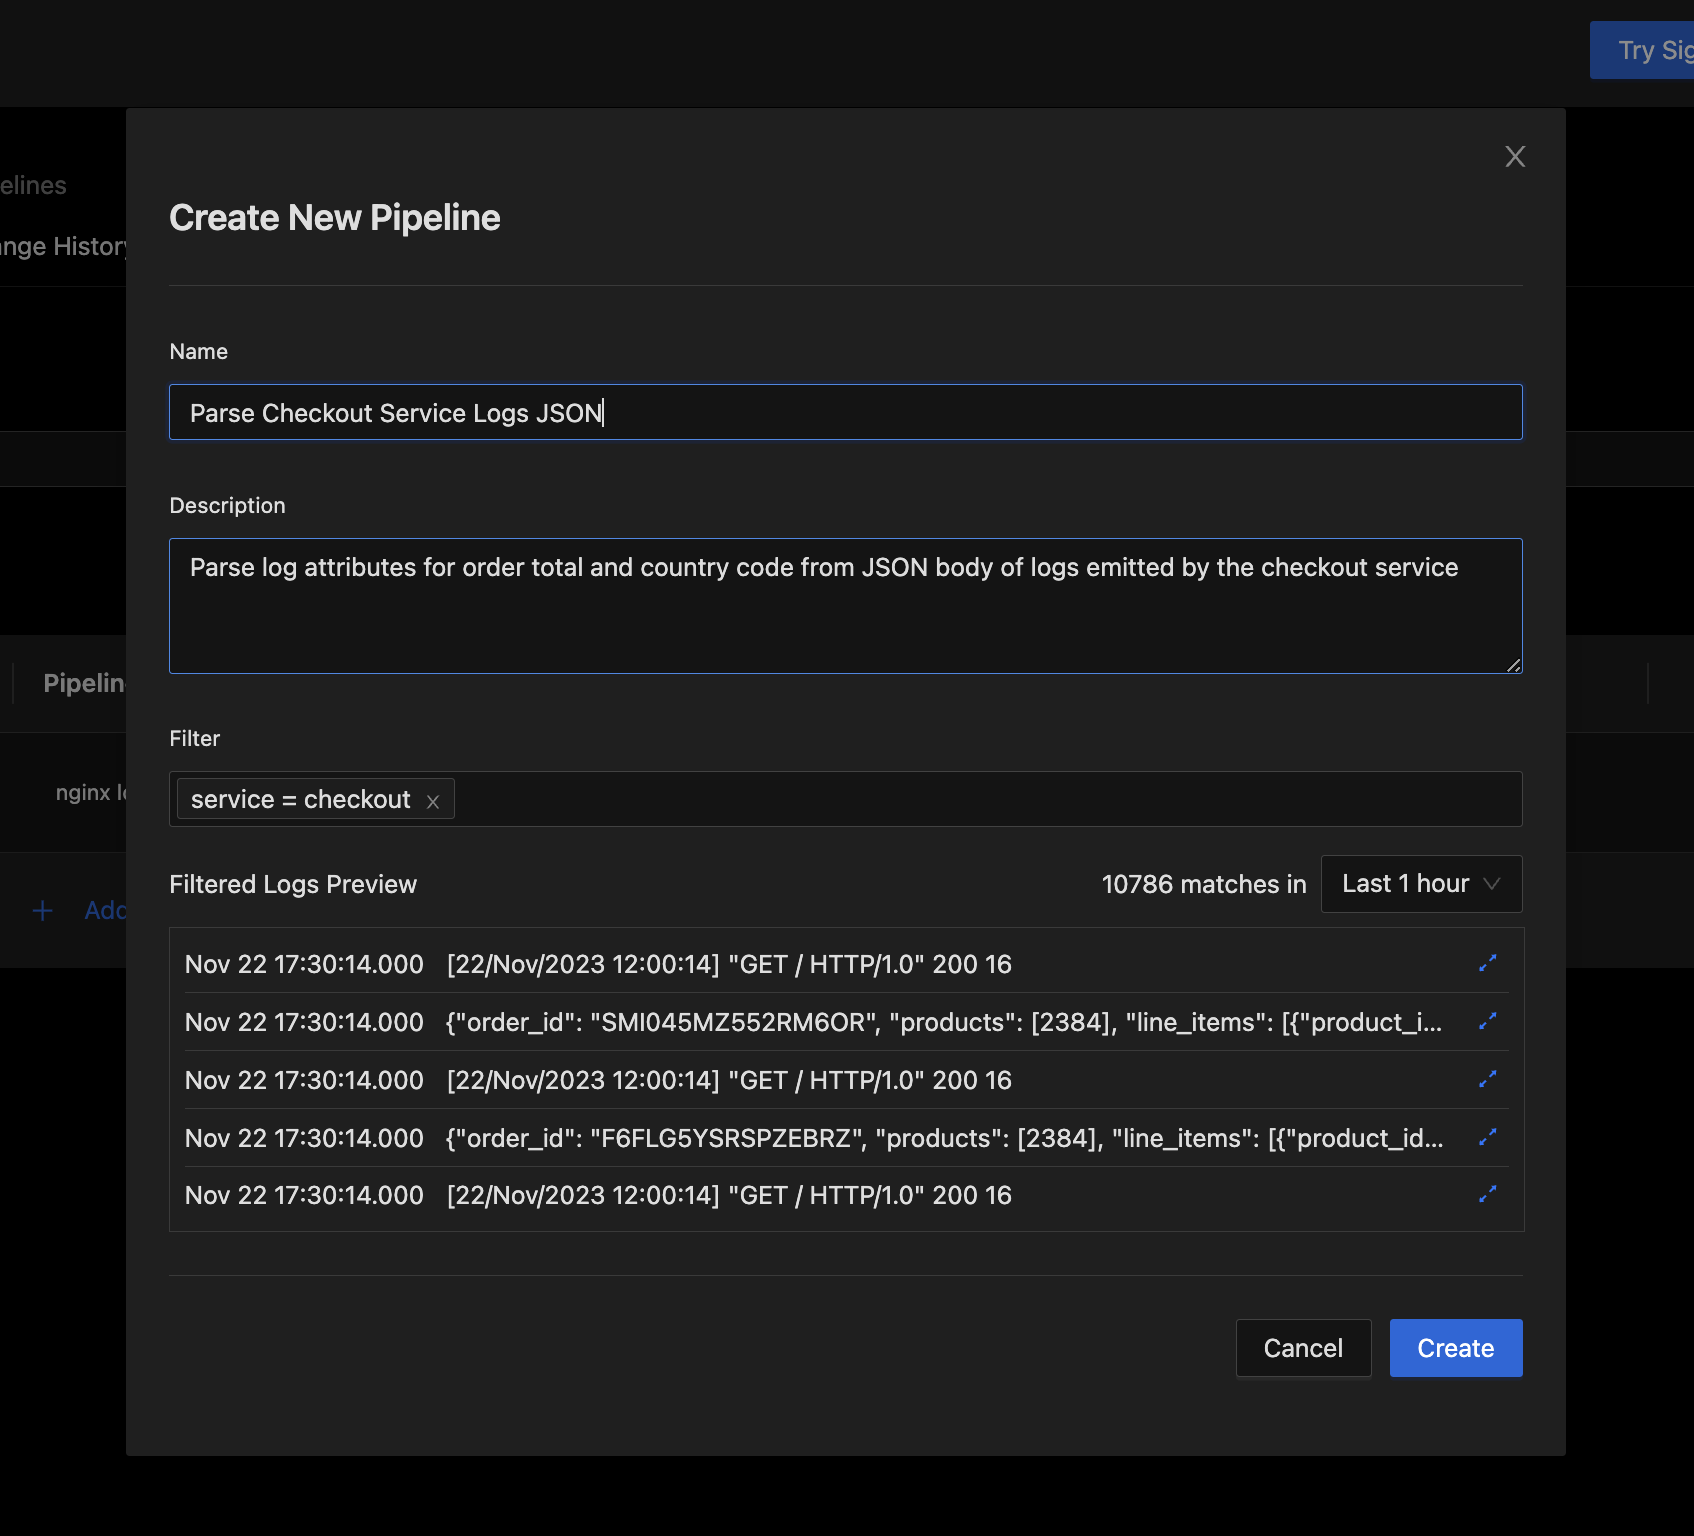 Try Sig
elines
ange History
Create New Pipeline
Name
Parse Checkout Service Logs JSON
Description
Parse log attributes for order total and country code from JSON body of logs emitted by the checkout service
Pipeline
Filter
nginx lo
service = checkout
Add
Filtered Logs Preview
10786 matches in
Last 1 hour
Nov 22 17:30:14.000 [22/Nov/2023 12:00:14] "GET / HTTP/1.0" 200 16
Nov 22 17:30:14.000 {"order_id": "SMI045MZ552RM6OR", "products": [2384], "line_items": [{"product_i...
Nov 22 17:30:14.000 [22/Nov/2023 12:00:14] "GET / HTTP/1.0" 200 16
Nov 22 17:30:14.000 {"order_id": "F6FLG5YSRSPZEBRZ", "products": [2384], "line_items": [{"product_id...
Nov 22 17:30:14.000 [22/Nov/2023 12:00:14] "GET / HTTP/1.0" 200 16
Cancel
Create